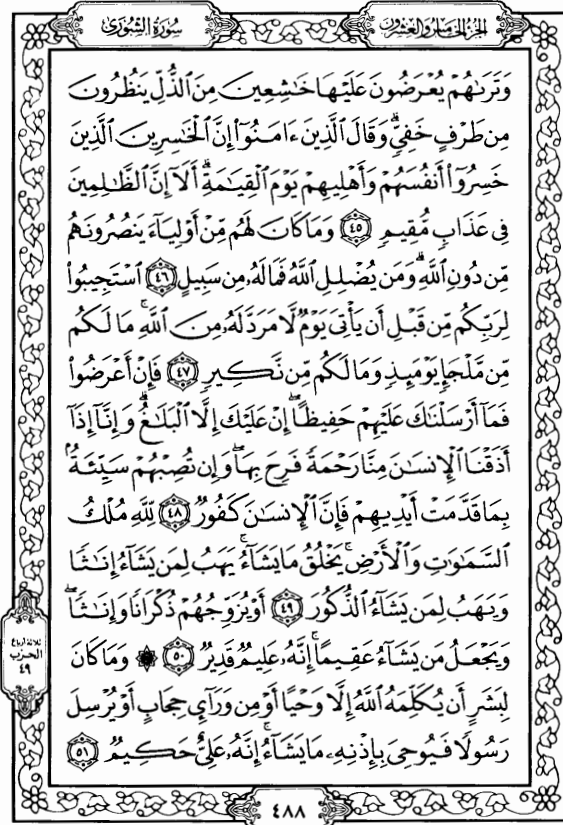 الجزء الخامس والعشرون
سورة الشورى
وَتَرَىٰهُمْ يُعْرَضُونَ عَلَيْهَا خَٰشِعِينَ مِنَ ٱلذُّلِّ يَنظُرُونَ
مِن طَرْفٍ خَفِىٍّۗ وَقَالَ ٱلَّذِينَ ءَامَنُوٓا۟ إِنَّ ٱلْخَٰسِرِينَ ٱلَّذِينَ
خَسِرُوٓا۟ أَنفُسَهُمْ وَأَهْلِيهِمْ يَوْمَ ٱلْقِيَٰمَةِۗ أَلَآ إِنَّ ٱلظَّٰلِمِينَ
فِى عَذَابٍ مُّقِيمٍ ٤٥ وَمَا كَانَ لَهُم مِّنْ أَوْلِيَآءَ يَنصُرُونَهُم
مِّن دُونِ ٱللَّهِۗ وَمَن يُضْلِلِ ٱللَّهُ فَمَا لَهُۥ مِن سَبِيلٍ ٤٦ ٱسْتَجِيبُوا۟
لِرَبِّكُم مِّن قَبْلِ أَن يَأْتِىَ يَوْمٌ لَّا مَرَدَّ لَهُۥ مِنَ ٱللَّهِۚ مَا لَكُم
مِّن مَّلْجَإٍ يَوْمَئِذٍ وَمَا لَكُم مِّن نَّكِيرٍ ٤٧ فَإِنْ أَعْرَضُوا۟
فَمَآ أَرْسَلْنَٰكَ عَلَيْهِمْ حَفِيظًاۖ إِنْ عَلَيْكَ إِلَّا ٱلْبَلَٰغُۗ وَإِنَّآ إِذَآ
أَذَقْنَا ٱلْإِنسَٰنَ مِنَّا رَحْمَةً فَرِحَ بِهَاۖ وَإِن تُصِبْهُمْ سَيِّئَةٌۢ
بِمَا قَدَّمَتْ أَيْدِيهِمْ فَإِنَّ ٱلْإِنسَٰنَ كَفُورٌ ٤٨ لِّلَّهِ مُلْكُ
ٱلسَّمَٰوَٰتِ وَٱلْأَرْضِۚ يَخْلُقُ مَا يَشَآءُۚ يَهَبُ لِمَن يَشَآءُ إِنَٰثًا
وَيَهَبُ لِمَن يَشَآءُ ٱلذُّكُورَ ٤٩ أَوْ يُزَوِّجُهُمْ ذُكْرَانًا وَإِنَٰثًاۖ
وَيَجْعَلُ مَن يَشَآءُ عَقِيمًاۚ إِنَّهُۥ عَلِيمٌ قَدِيرٌ ٥٠ ۞ وَمَا كَانَ
لِبَشَرٍ أَن يُكَلِّمَهُ ٱللَّهُ إِلَّا وَحْيًا أَوْ مِن وَرَآئِ حِجَابٍ أَوْ يُرْسِلَ
رَسُولًا فَيُوحِىَ بِإِذْنِهِۦ مَا يَشَآءُۚ إِنَّهُۥ عَلِىٌّ حَكِيمٌ ٥١
ثلاثة أرباع
الحزب
٤٩
٤٨٨